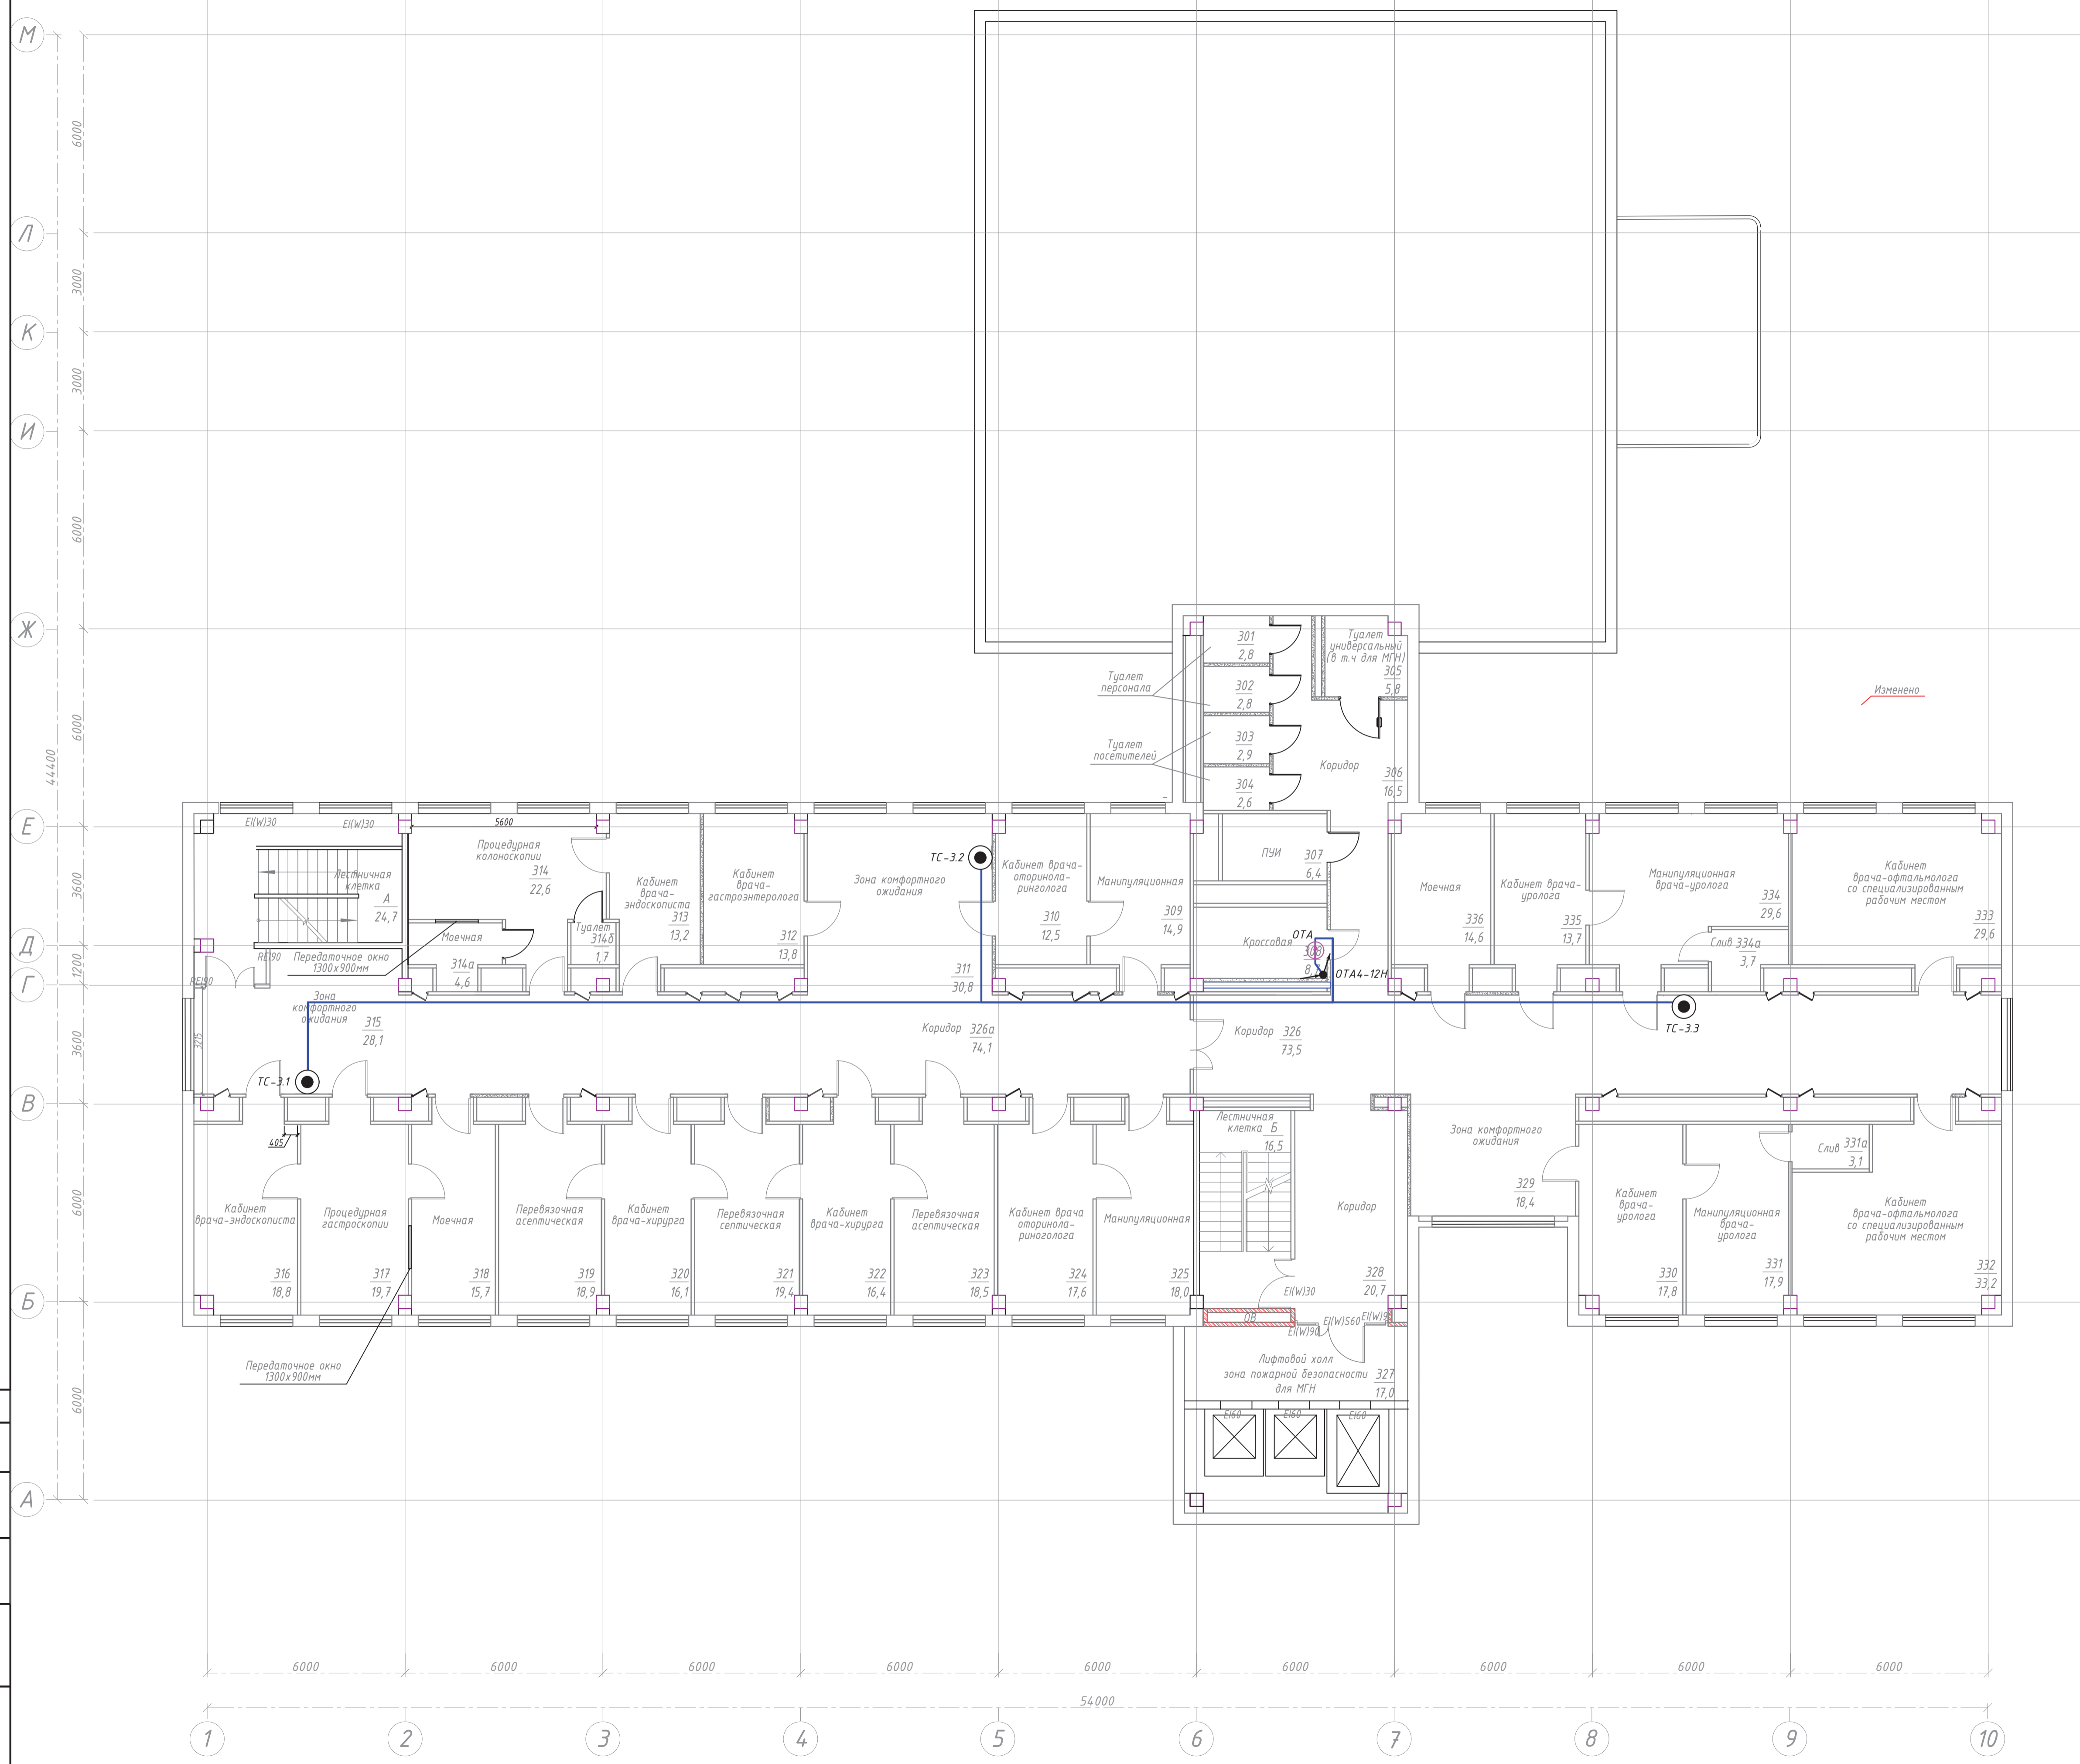 М
6000
Л
3000
К
3000
И
6000
Ж
6000
44400
Е
3600
Д
1200
Г
3600
В
6000
Б
6000
А
Изменено
301
2,8
302
2,8
303
2,9
304
2,6
Туалет
персонала
Туалет
посетителей
Туалет
универсальный
(в т.ч для МГН)
305
5,8
Коридор
306
16,5
EI(W)30
EI(W)30
5600
Лестничная
клетка
А
24,7
REI90
REI90
Процедурная
колоноскопии
314
22,6
Моечная
314а
4,6
Туалет
314б
1,7
Передаточное окно
1300х900мм
Кабинет
врача-
эндоскописта
313
13,2
Кабинет
врача-
гастроэнтеролога
312
13,8
Зона комфортного
ожидания
311
30,8
ТС-3.2
Кабинет врача-
оторинола-
ринголога
310
12,5
Манипуляционная
309
14,9
ПУИ
307
6,4
Кроссовая
308
ОТА
ОТА4-12Н
Моечная
336
14,6
Кабинет врача-
уролога
335
13,7
Манипуляционная
врача-уролога
334
29,6
Слив
334а
3,7
Кабинет
врача-офтальмолога
со специализированным
рабочим местом
333
29,6
Зона
комфортного
ожидания
315
28,1
3215
ТС-3.1
Коридор
326а
74,1
Коридор
326
73,5
ТС-3.3
405
Кабинет
врача-эндоскописта
316
18,8
Процедурная
гастроскопии
317
19,7
Моечная
318
15,7
Перевязочная
асептическая
319
18,9
Кабинет
врача-хирурга
320
16,1
Перевязочная
септическая
321
19,4
Кабинет
врача-хирурга
322
16,4
Перевязочная
асептическая
323
18,5
Кабинет врача
оторинола-
риноголога
324
17,6
Манипуляционная
325
18,0
Лестничная
клетка
Б
16,5
Коридор
328
20,7
EI(W)30
ОВ
EI(W)90
EI(W)S60
EI(W)9
Зона комфортного
ожидания
329
18,4
Кабинет
врача-
уролога
330
17,8
Манипуляционная
врача-
уролога
331
17,9
Слив
331а
3,1
Кабинет
врача-офтальмолога
со специализированным
рабочим местом
332
33,2
Передаточное окно
1300х900мм
Лифтовой холл
зона пожарной безопасности
для МГН
327
17,0
EI60
EI60
EI60
6000
6000
6000
6000
6000
6000
6000
6000
6000
54000
1
2
3
4
5
6
7
8
9
10